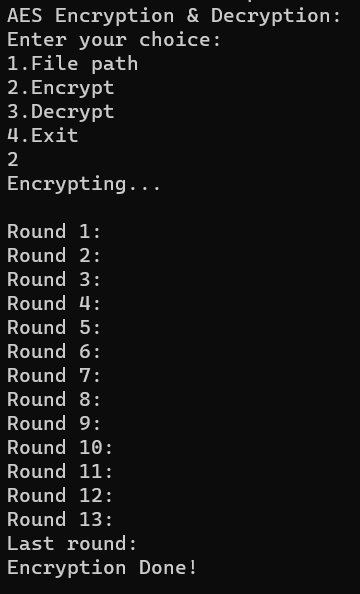 AES Encryption & Decryption:
Enter your choice:
1.File path
2.Encrypt
3.Decrypt
4.Exit
2
Encrypting...
Round 1:
Round 2:
Round 3:
Round 4:
Round 5:
Round 6:
Round 7:
Round 8:
Round 9:
Round 10:
Round 11:
Round 12:
Round 13:
Last round:
Encryption Done!